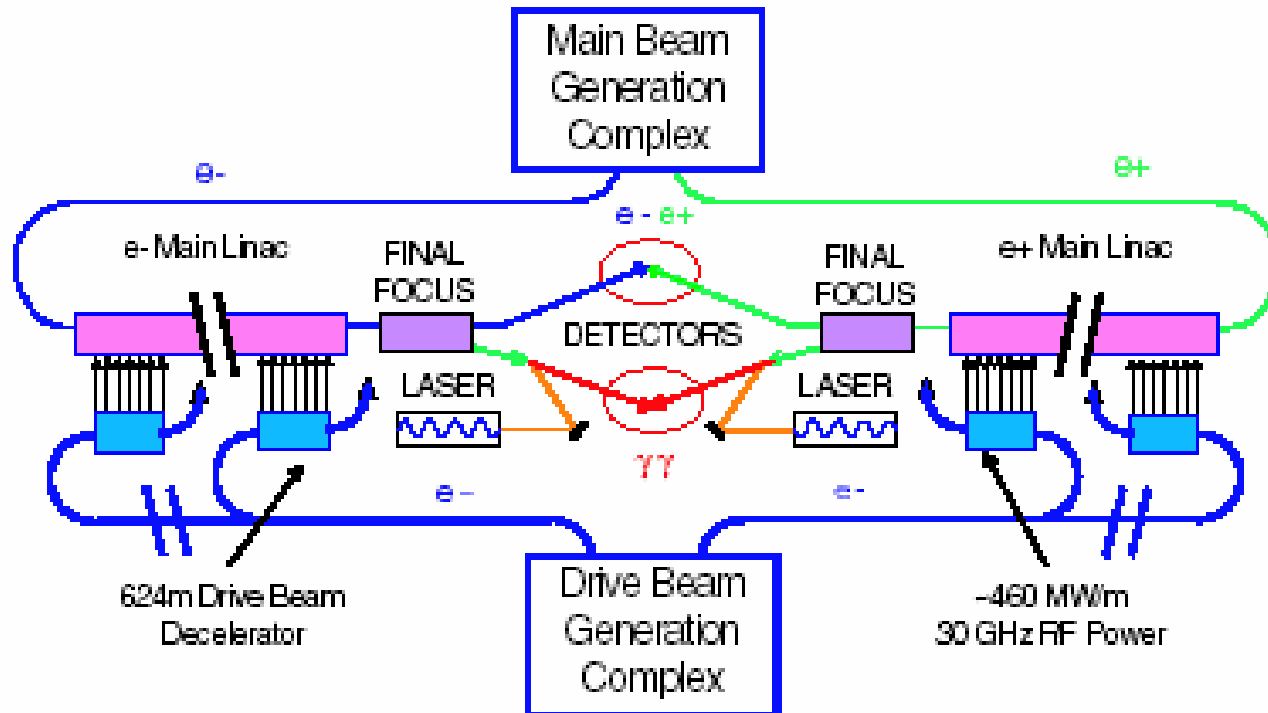 Main Beam
Generation
Complex
e-
e+
e- e+
e- Main Linac
FINAL
FOCUS
FINAL
FOCUS
e+ Main Linac
DETECTORS
LASER
LASER
γγ
e-
e-
624m Drive Beam
Decelerator
Drive Beam
Generation
Complex
~460 MW/m
30 GHz RF Power